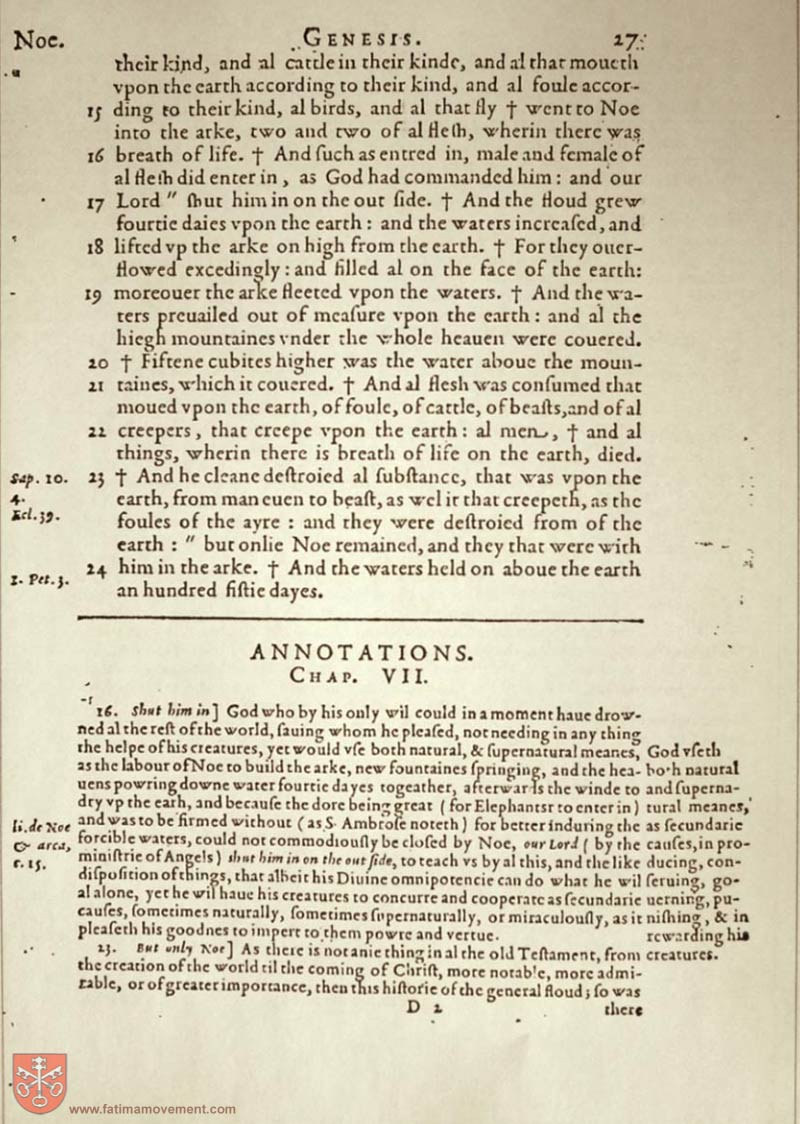 Noe. GENESIS. 27
their kind, and al cattle in their kinde, and al that moueth
vpon the earth according to their kind, and al foule accor-
15 ding to their kind, al birds, and al that fly † went to Noe
into the arke, two and two of al flesh, wherin there was
16 breath of life. † And such as entred in, male and female of
al flesh did enter in, as God had commanded him: and our
Lord " shut him in on the out side. † And the floud grew
17 fourtie daies vpon the earth: and the waters increased, and
18 lifted vp the arke on high from the earth. † For they ouer-
flowed excedingly: and filled al on the face of the earth:
19 moreouer the arke fleeted vpon the waters. † And the wa-
ters preuailed out of measure vpon the earth: and al the
hiegh mountaines vnder the whole heauen were couered.
20 † Fiftene cubites higher was the water aboue the moun-
21 taines, which it couered. † And al flesh was consumed that
moued vpon the earth, of foule, of cattle, of beasts, and of al
22 creepers, that creepe vpon the earth: al men, † and al
things, wherin there is breath of life on the earth, died.
Sap. 10. 23 † And he cleane destroied al substance, that was vpon the
4. earth, from man euen to beast, as wel it that creepeth, as the
Ecl. 39. foules of the ayre: and they were destroied from of the
earth: " but onlie Noe remained, and they that were with
1. Pet. 3. 24 him in the arke. † And the waters held on aboue the earth
an hundred fiftie dayes.
ANNOTATIONS.
CHAP. VII.
16. Shut him in] God who by his only wil could in a moment haue drow-
ned al the rest of the world, sauing whom he pleased, not needing in any thing
the helpe of his creatures, yet would vse both natural, & supernatural meanes, God vseth
as the labour of Noe to build the arke, new fountaines springing, and the hea- both natural
uens powring downe water fourtie dayes togeather, afterwards the winde to and superna-
dry vp the earh, and because the dore being great (for Elephantsr to enter in) tural meanes,
li. de Noe and was to be firmed without (as S. Ambrose noteth) for better induring the as secundarie
& arca, forcible waters, could not commodiously be closed by Noe, our Lord (by the causes, in pro-
c. 15. ministrie of Angels) shut him in on the out side, to teach vs by al this, and the like ducing, con-
disposition of things, that albeit his Diuine omnipotencie can do what he wil seruing, go-
al alone, yet he wil haue his creatures to concurre and cooperate as secundarie uerning, pu-
causes, sometimes naturally, sometimes supernaturally, or miraculously, as it nishing, & in
pleaseth his goodnes to impert to them powre and vertue. rewarding his
23. But only Noe] As there is not anie thing in al the old Testament, from creatures.
the creation of the world til the coming of Christ, more notable, more admi-
rable, or of greater importance, then this historie of the general floud; so was
D 2 there
www.fatimamovement.com